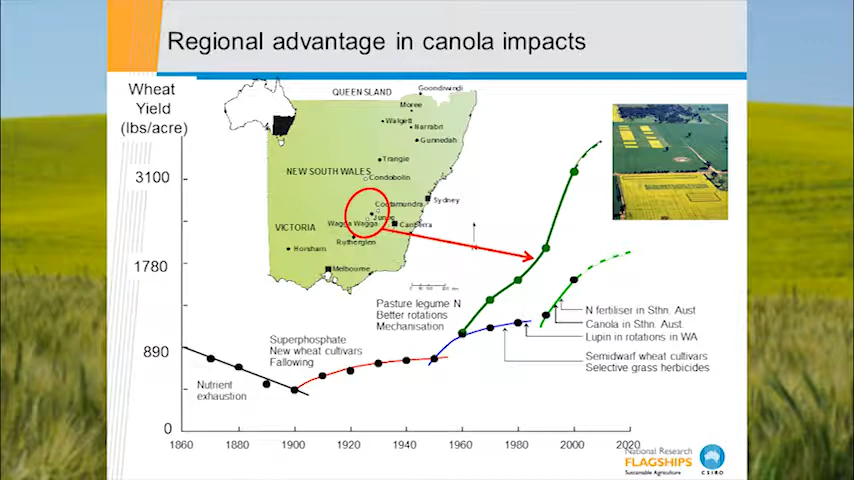 Regional advantage in canola impacts
Wheat
Yield
(lbs/acre)
3100
1780
890
0
1860
1880
1900
1920
1940
1960
1980
2000
2020
QUEENSLAND
Goondiwindi
Moree
Walgett
Narrabri
Gunnedah
Trangie
NEW SOUTH WALES
Condobolin
Cootamundra
Sydney
Junee
Wagga Wagga
Canberra
VICTORIA
Rutherglen
Horsham
Melbourne
Pasture legume N
Better rotations
Mechanisation
Superphosphate
New wheat cultivars
Fallowing
Nutrient
exhaustion
N fertiliser in Sthn. Aust
Canola in Sthn. Aust.
Lupin in rotations in WA
Semidwarf wheat cultivars
Selective grass herbicides
National Research
FLAGSHIPS
Sustainable Agriculture
CSIRO